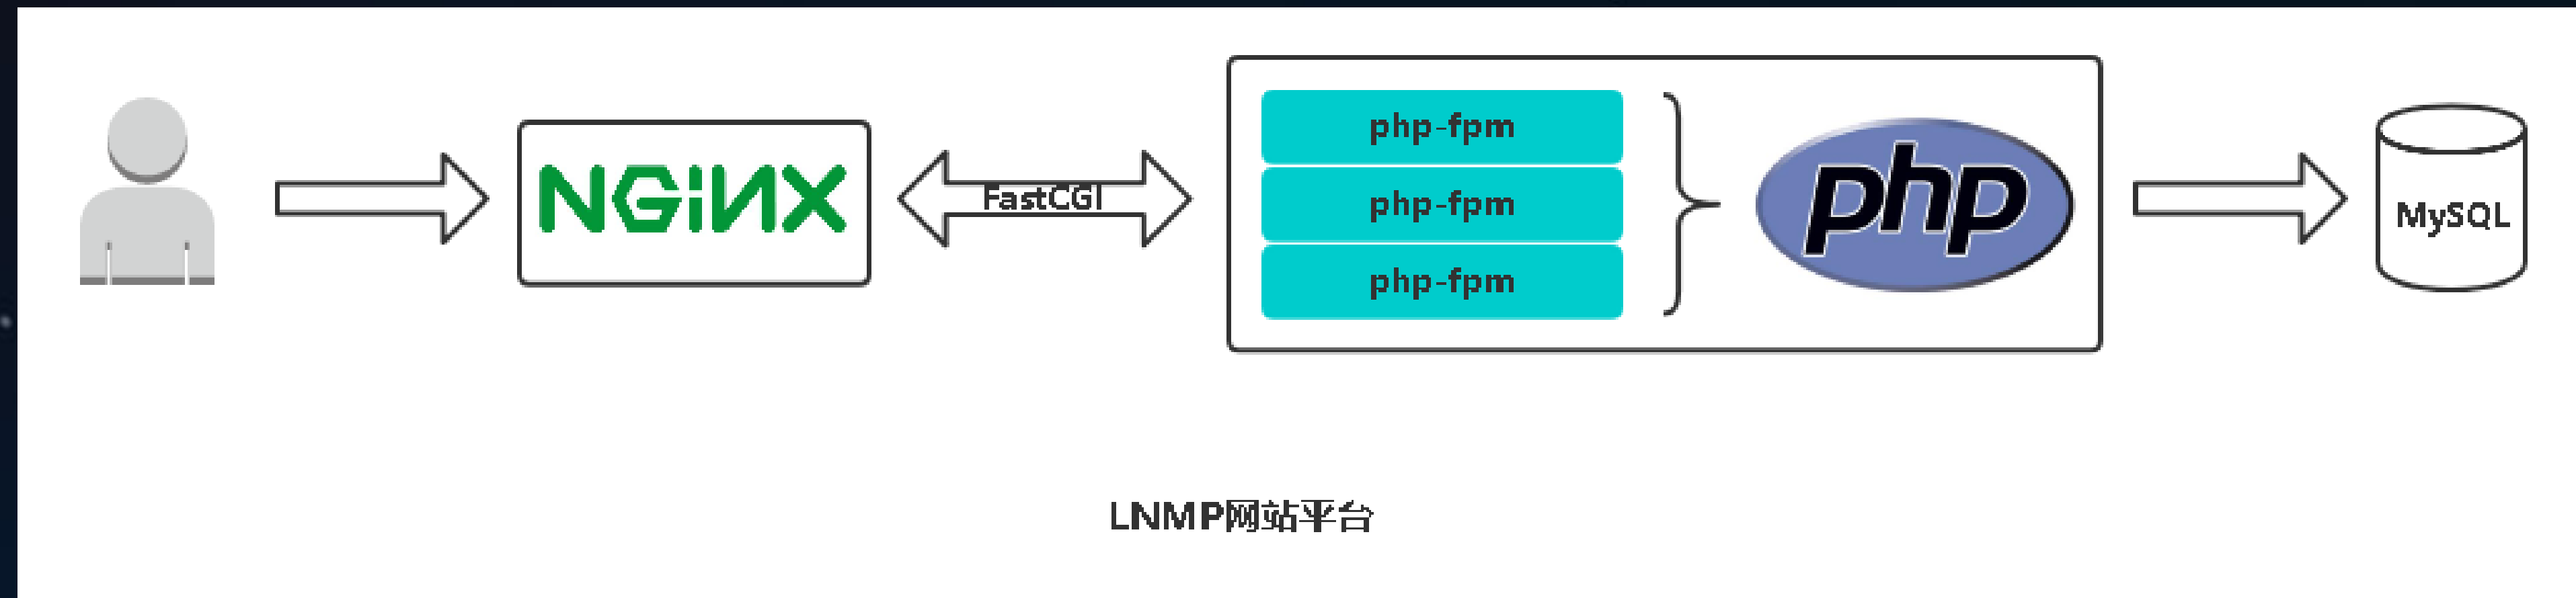 NGINX
FastCGI
php-fpm
php-fpm
php-fpm
php
MySQL
LNMP网站平台